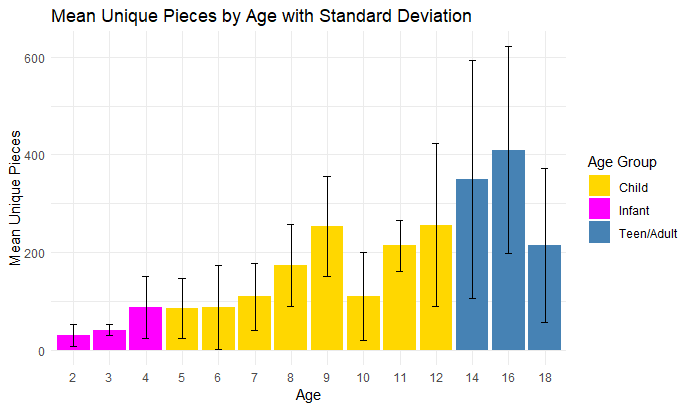 Mean Unique Pieces by Age with Standard Deviation
Mean Unique Pieces
600
400
200
0
2 3 4 5 6 7 8 9 10 11 12 14 16 18
Age
Age Group
Child
Infant
Teen/Adult